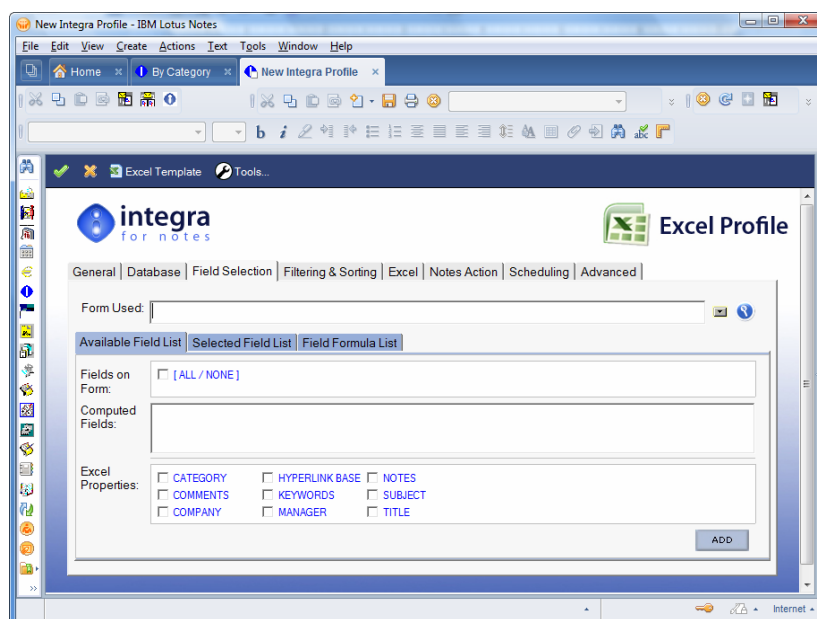 New Integra Profile - IBM Lotus Notes
File Edit View Create Actions Text Tools Window Help
Home By Category New Integra Profile
b i
abc
Excel Template Tools...
integra
for notes
Excel Profile
General Database Field Selection Filtering & Sorting Excel Notes Action Scheduling Advanced
Form Used:
Available Field List Selected Field List Field Formula List
Fields on
Form:
[ ALL / NONE ]
Computed
Fields:
Excel
Properties:
CATEGORY HYPERLINK BASE NOTES
COMMENTS KEYWORDS SUBJECT
COMPANY MANAGER TITLE
ADD
Internet